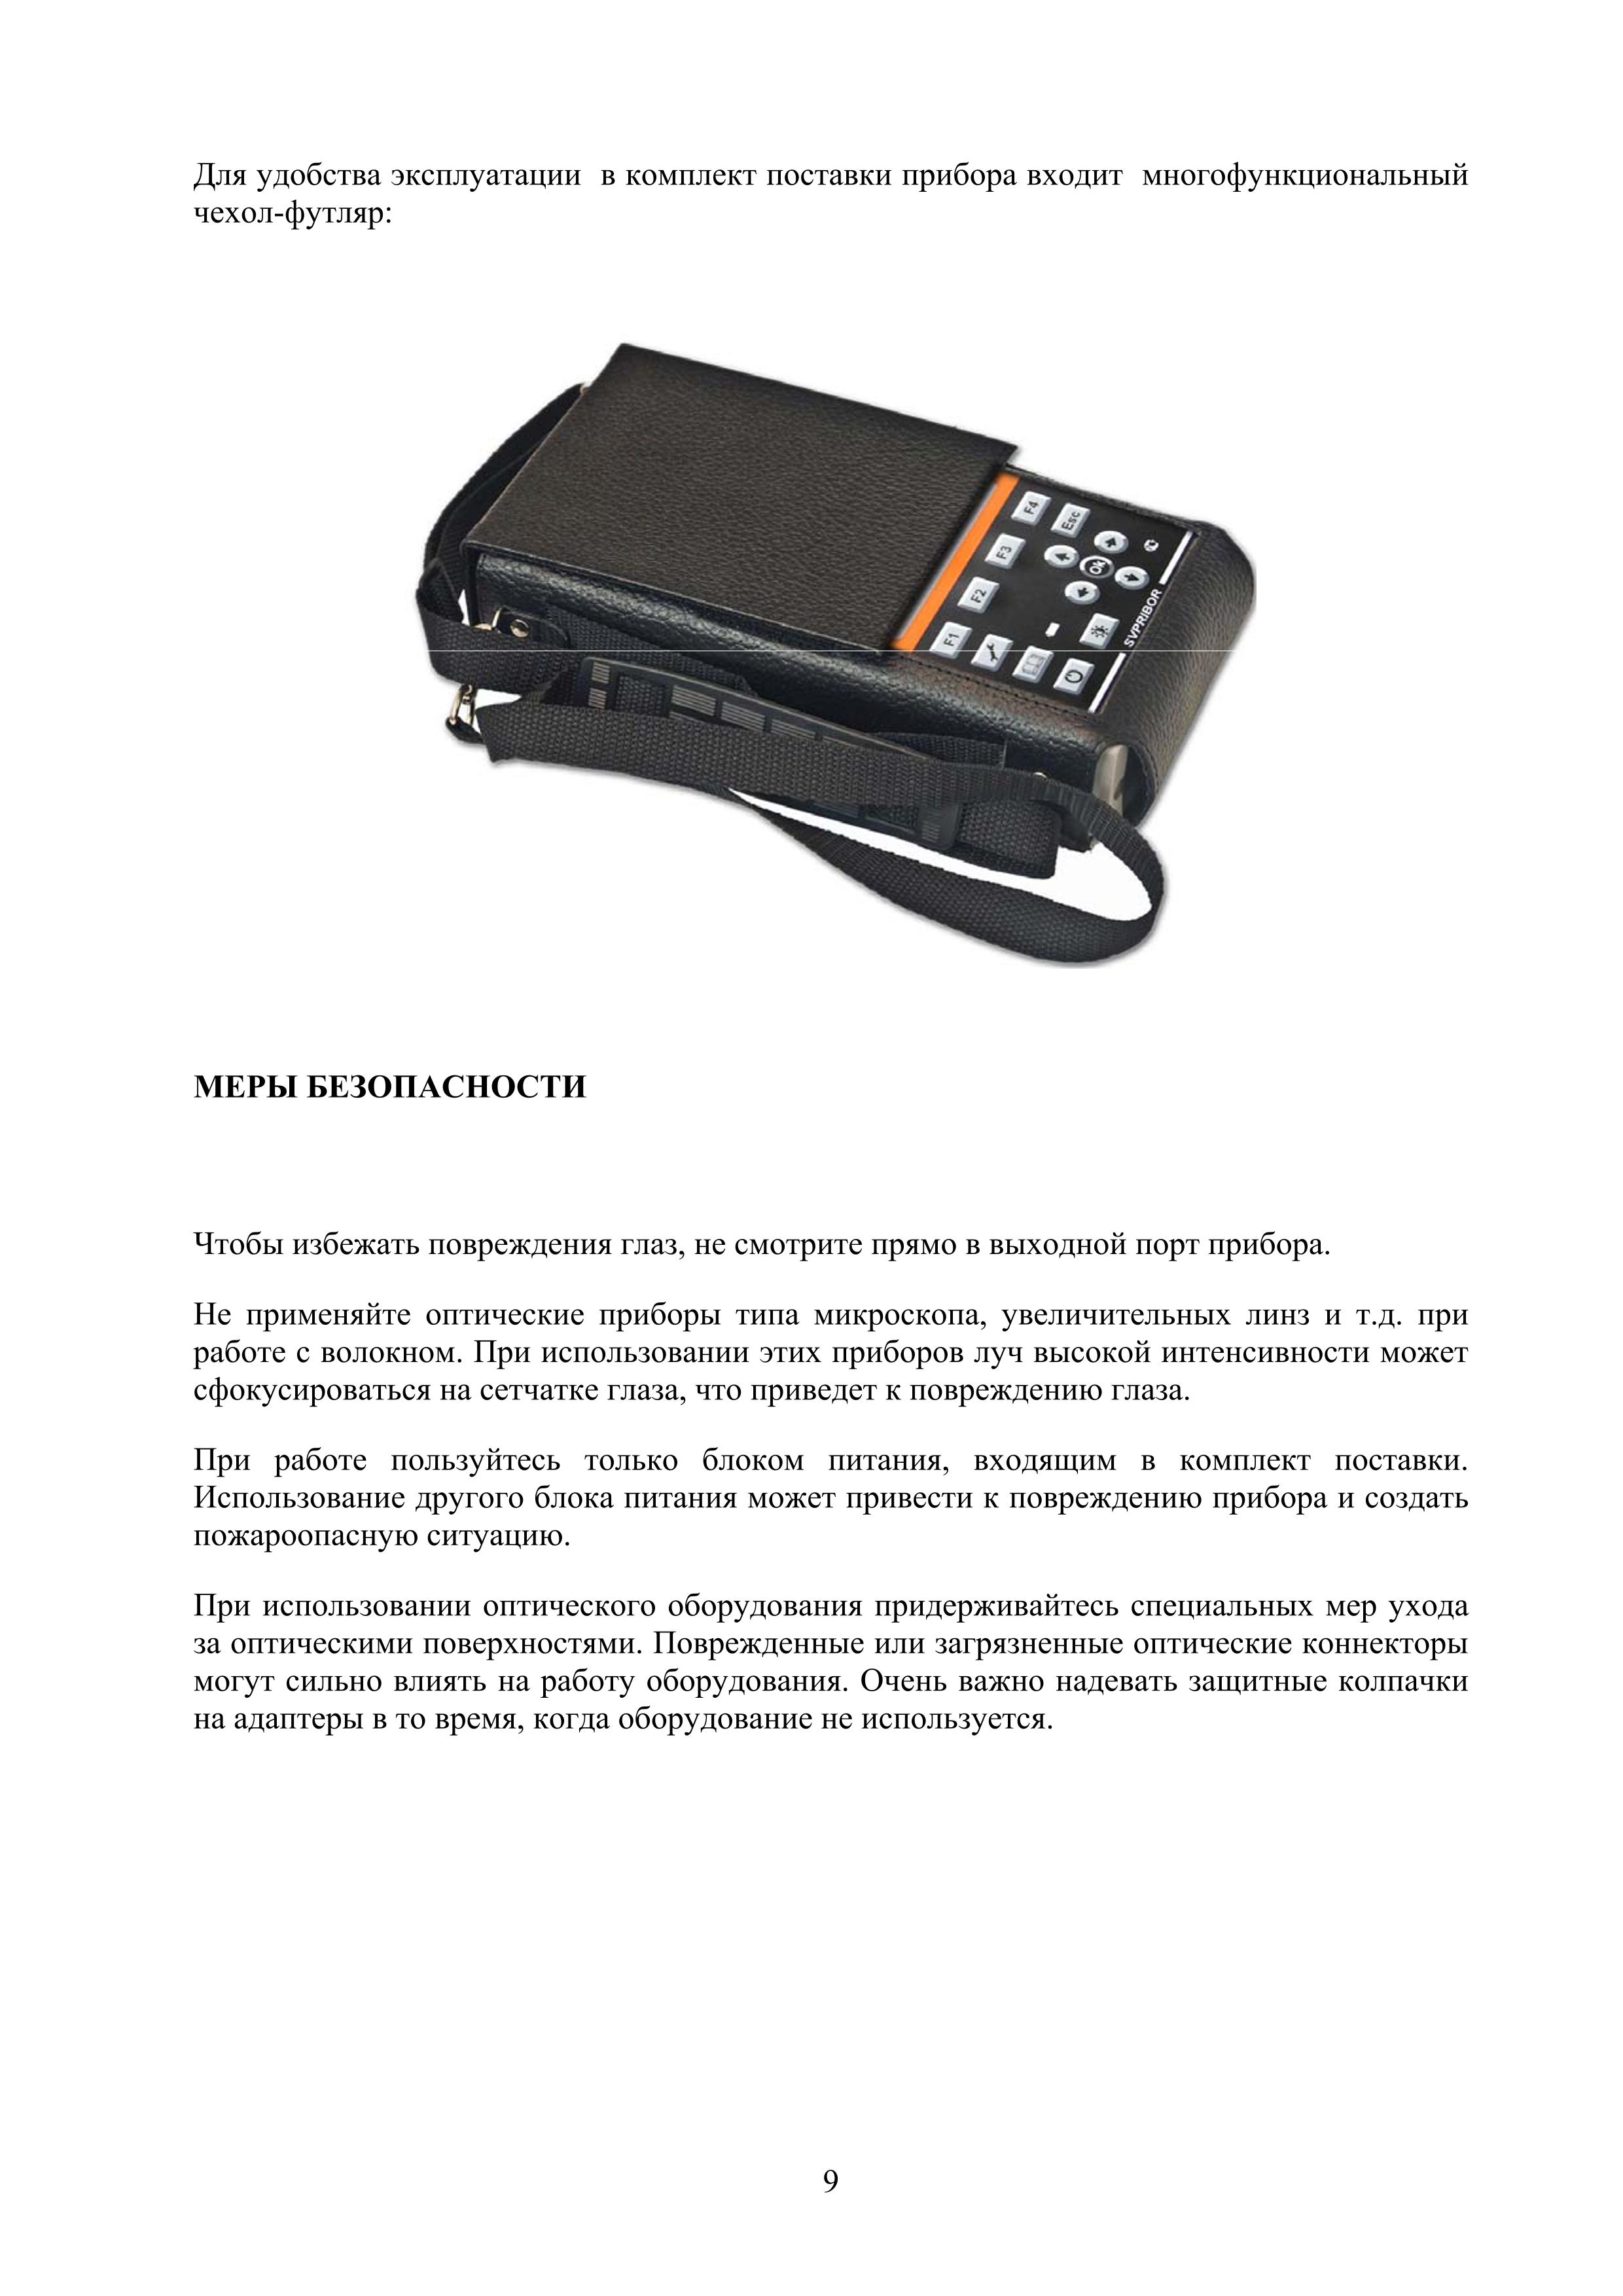 Для удобства эксплуатации  в комплект поставки прибора входит  многофункциональный
чехол-футляр:
F4
Esc
F3
F2
Ok
F1
SVPRIBOR
МЕРЫ БЕЗОПАСНОСТИ
Чтобы избежать повреждения глаз, не смотрите прямо в выходной порт прибора.
Не применяйте оптические приборы типа микроскопа, увеличительных линз и т.д. при
работе с волокном. При использовании этих приборов луч высокой интенсивности может
сфокусироваться на сетчатке глаза, что приведет к повреждению глаза.
При работе пользуйтесь только блоком питания, входящим в комплект поставки.
Использование другого блока питания может привести к повреждению прибора и создать
пожароопасную ситуацию.
При использовании оптического оборудования придерживайтесь специальных мер ухода
за оптическими поверхностями. Поврежденные или загрязненные оптические коннекторы
могут сильно влиять на работу оборудования. Очень важно надевать защитные колпачки
на адаптеры в то время, когда оборудование не используется.
9